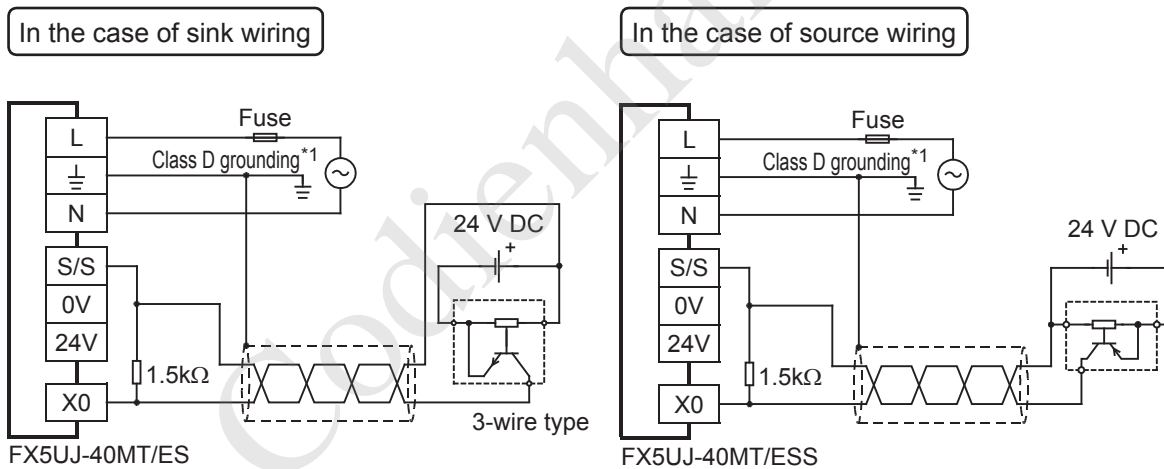 In the case of sink wiring
L
Fuse
Class D grounding*1
N
S/S
0V
24V
X0
1.5kΩ
24 V DC
+
3-wire type
FX5UJ-40MT/ES
In the case of source wiring
L
Fuse
Class D grounding*1
N
S/S
0V
24V
X0
1.5kΩ
24 V DC
+
FX5UJ-40MT/ESS
Codienha